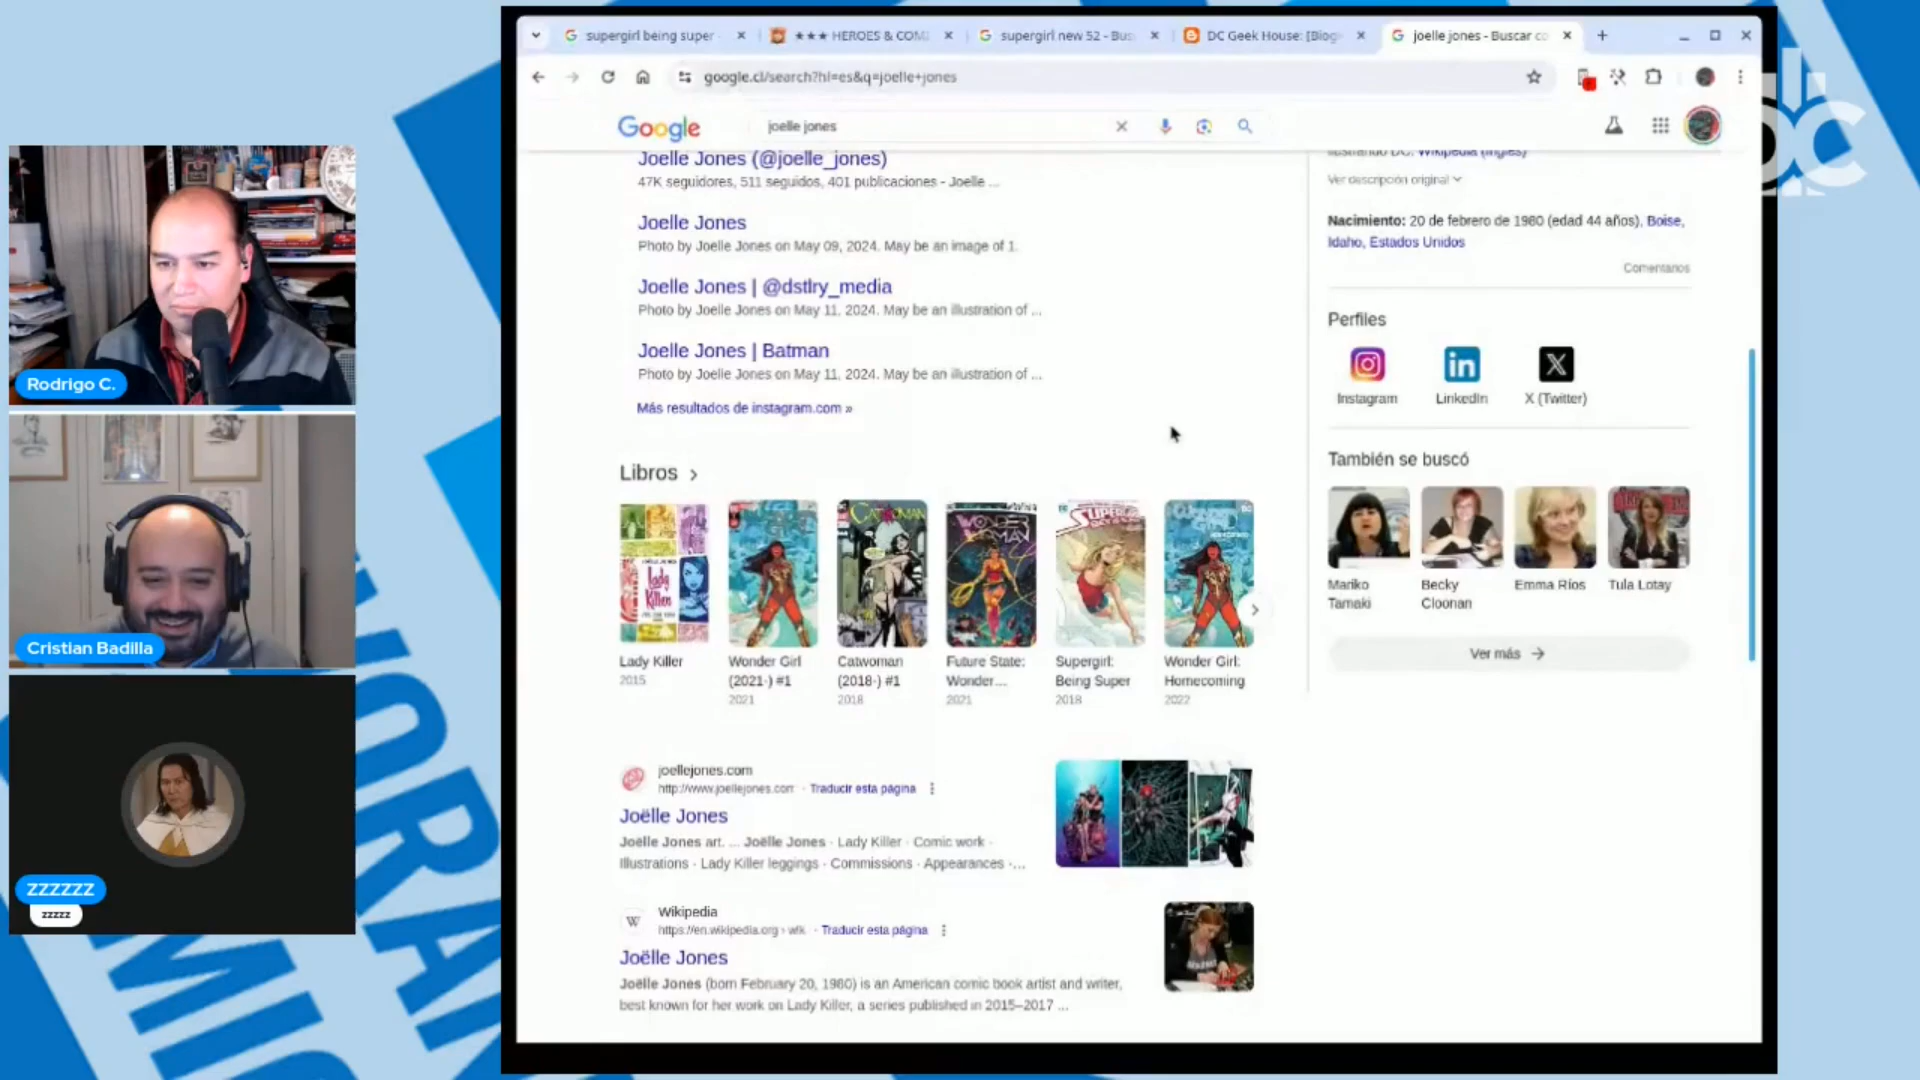 supergirl being super
★★★ HEROES & COMI
supergirl new 52 - Bus
DC Geek House: [Blog
joelle jones - Buscar co
google.cl/search?hl=es&q=joelle+jones
Google
joelle jones
Joelle Jones (@joelle_jones)
47K seguidores, 511 seguidos, 401 publicaciones - Joelle ...
Joelle Jones
Photo by Joelle Jones on May 09, 2024. May be an image of 1.
Joelle Jones | @dstlry_media
Photo by Joelle Jones on May 11, 2024. May be an illustration of ...
Joelle Jones | Batman
Photo by Joelle Jones on May 11, 2024. May be an illustration of ...
Más resultados de instagram.com »
Libros
Lady Killer
2015
Wonder Girl
(2021-) #1
2021
Catwoman
(2018-) #1
2018
Future State:
Wonder...
2021
Supergirl:
Being Super
2018
Wonder Girl:
Homecoming
2022
joellejones.com
http://www.joellejones.com · Traducir esta página
Joëlle Jones
Joëlle Jones art. ... Joëlle Jones · Lady Killer · Comic work ·
Illustrations · Lady Killer leggings · Commissions · Appearances ·...
Wikipedia
https://en.wikipedia.org › wiki · Traducir esta página
Joëlle Jones
Joëlle Jones (born February 20, 1980) is an American comic book artist and writer,
best known for her work on Lady Killer, a series published in 2015–2017 ...
ilustrando DC. Wikipedia (inglés)
Ver descripción original
Nacimiento: 20 de febrero de 1980 (edad 44 años), Boise,
Idaho, Estados Unidos
Comentarios
Perfiles
Instagram
LinkedIn
X (Twitter)
También se buscó
Mariko
Tamaki
Becky
Cloonan
Emma Ríos
Tula Lotay
Ver más
Rodrigo C.
Cristian Badilla
ZZZZZZ
zzzzz
DC